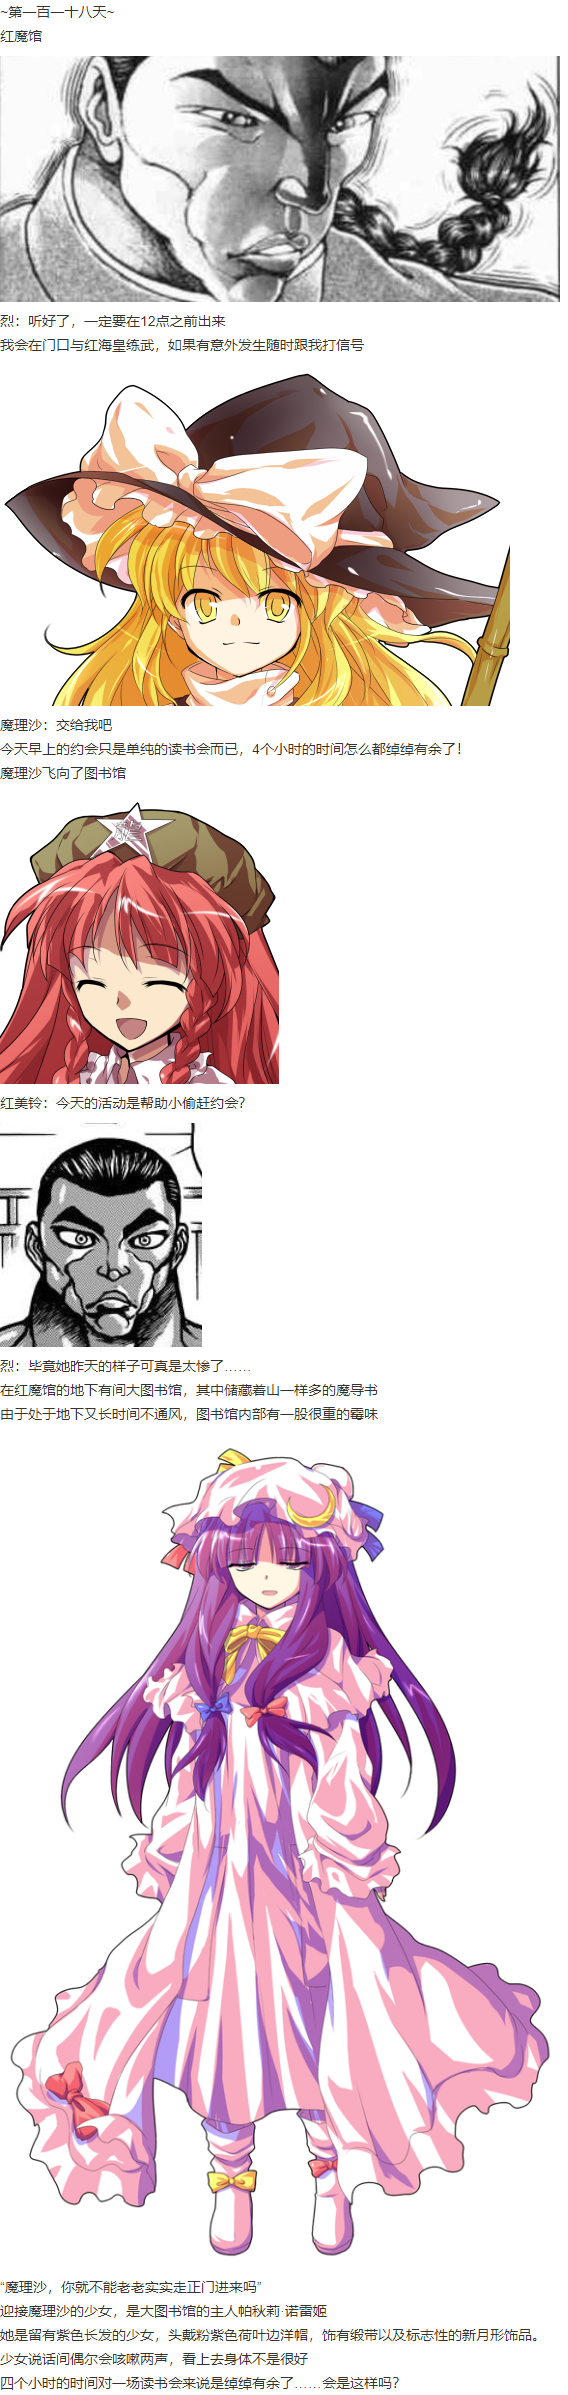 ~第一百一十八天~
红魔馆
烈：听好了，一定要在12点之前出来
我会在门口与红海皇练武，如果有意外发生随时跟我打信号
魔理沙：交给我吧
今天早上的约会只是单纯的读书会而已，4个小时的时间怎么都绰绰有余了！
魔理沙飞向了图书馆
红美铃：今天的活动是帮助小偷赶约会？
烈：毕竟她昨天的样子可真是太惨了……
在红魔馆的地下有间大图书馆，其中储藏着山一样多的魔导书
由于处于地下又长时间不通风，图书馆内部有一股很重的霉味
“魔理沙，你就不能老老实实走正门进来吗”
迎接魔理沙的少女，是大图书馆的主人帕秋莉·诺雷姬
她是留有紫色长发的少女，头戴粉紫色荷叶边洋帽，饰有缎带以及标志性的新月形饰品。
少女说话间偶尔会咳嗽两声，看上去身体不是很好
四个小时的时间对一场读书会来说是绰绰有余了……会是这样吗？